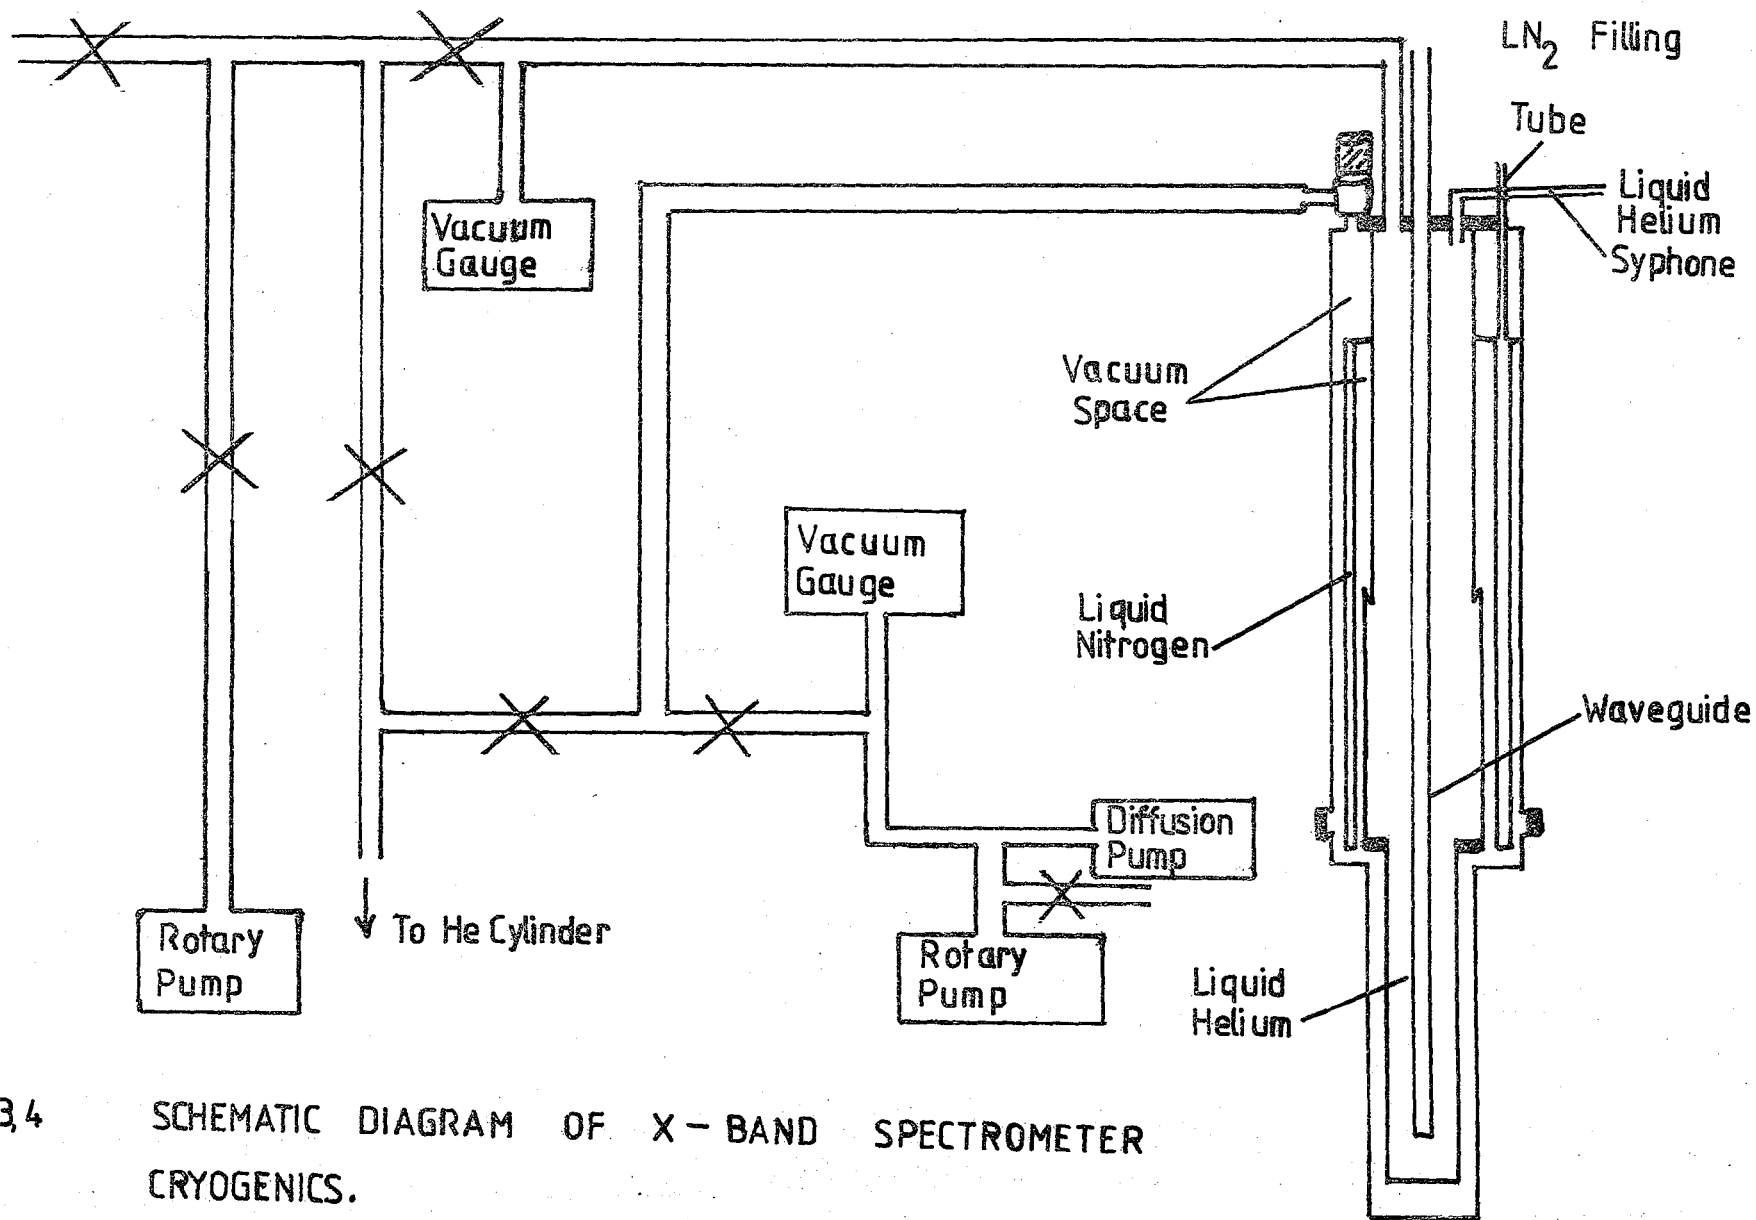 LN2 Filling
Tube
Liquid
Helium
Syphone
Vacuum
Gauge
Vacuum
Space
Vacuum
Gauge
Liquid
Nitrogen
Waveguide
Diffusion
Pump
Rotary
Pump
To He Cylinder
Rotary
Pump
Liquid
Helium
3,4 SCHEMATIC DIAGRAM OF X-BAND SPECTROMETER
CRYOGENICS.